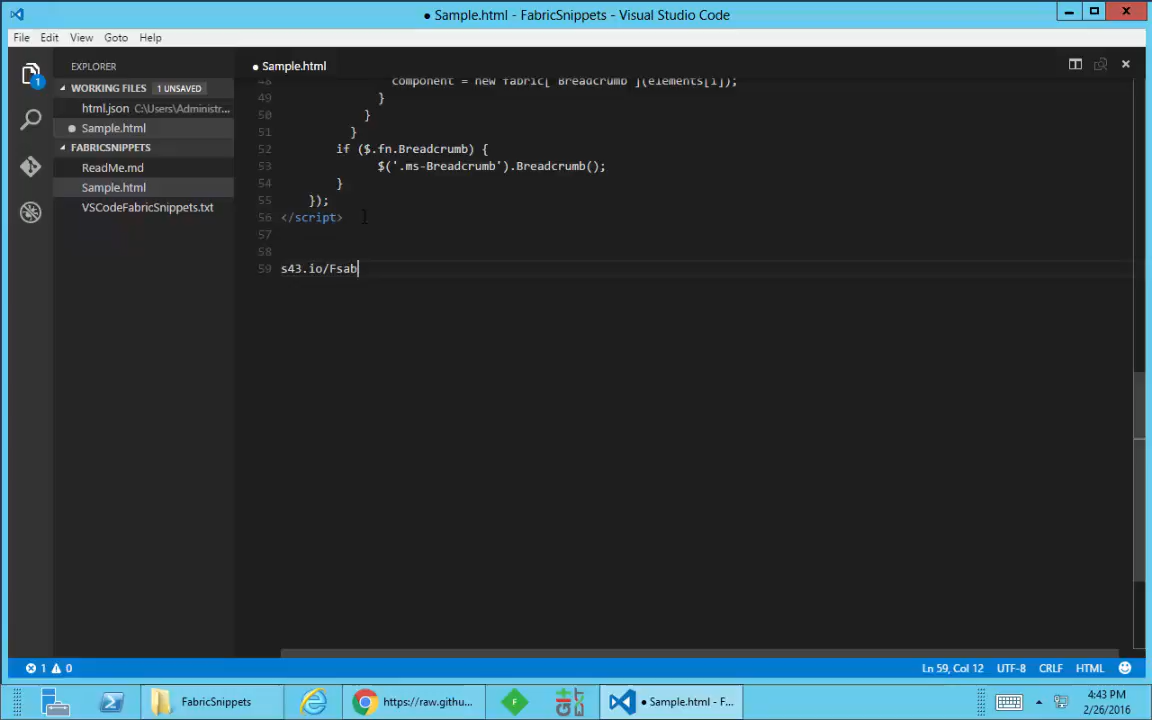 ● Sample.html - FabricSnippets - Visual Studio Code
File Edit View Goto Help
EXPLORER
WORKING FILES 1 UNSAVED
html.json C:\Users\Administr...
Sample.html
FABRICSNIPPETS
ReadMe.md
Sample.html
VSCodeFabricSnippets.txt
1
● Sample.html
48 component = new fabric['Breadcrumb'](elements[i]);
49 }
50 }
51 }
52 if ($.fn.Breadcrumb) {
53 $('.ms-Breadcrumb').Breadcrumb();
54 }
55 });
56 </script>
57
58
59 s43.io/Fsab
1 0
Ln 59, Col 12 UTF-8 CRLF HTML
FabricSnippets
https://raw.githu...
● Sample.html - F...
4:43 PM
2/26/2016